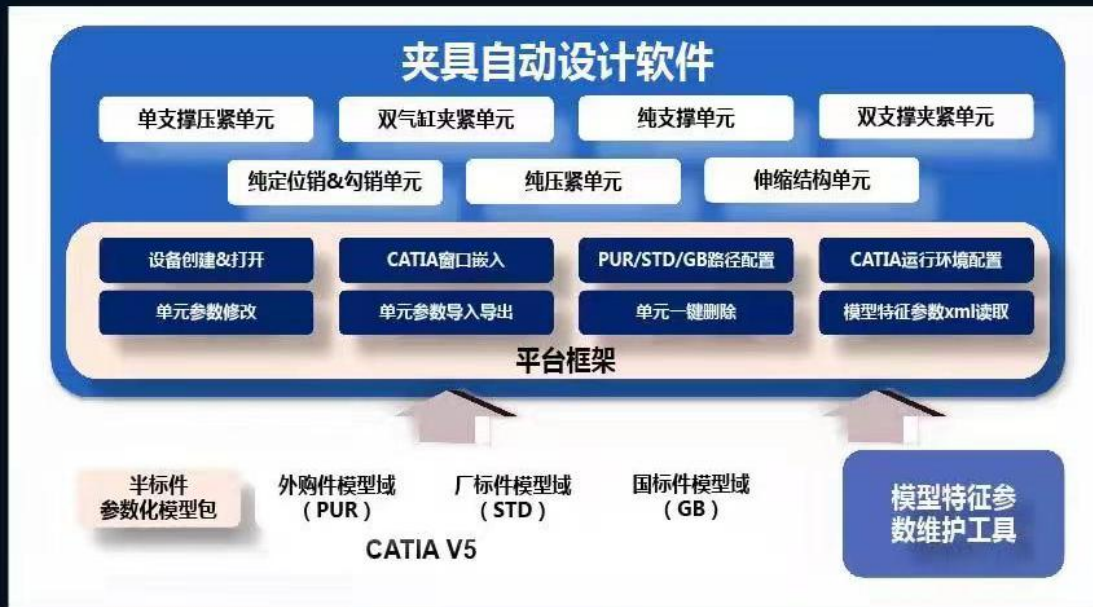 夹具自动设计软件
单支撑压紧单元 双气缸夹紧单元 纯支撑单元 双支撑夹紧单元
纯定位销&勾销单元 纯压紧单元 伸缩结构单元
设备创建&打开 CATIA窗口嵌入 PUR/STD/GB路径配置 CATIA运行环境配置
单元参数修改 单元参数导入导出 单元一键删除 模型特征参数xml读取
平台框架
半标件
参数化模型包
外购件模型域
（PUR）
厂标件模型域
（STD）
国标件模型域
（GB）
CATIA V5
模型特征参
数维护工具